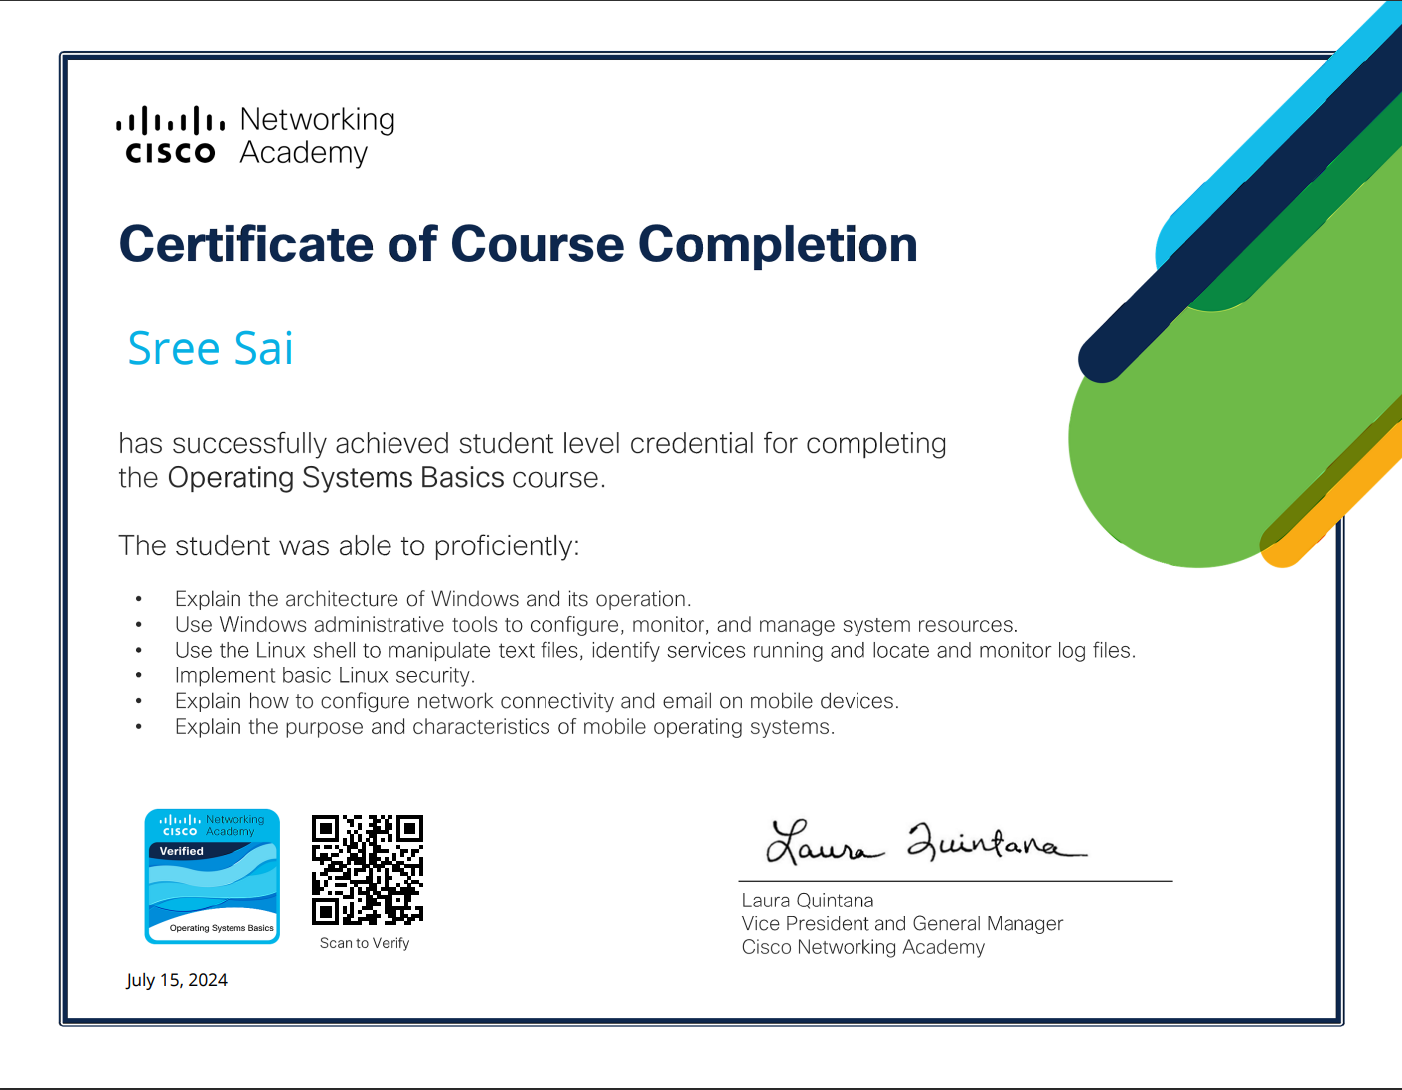 Networking
CISCO Academy
Certificate of Course Completion
Sree Sai
has successfully achieved student level credential for completing
the Operating Systems Basics course.
The student was able to proficiently:
• Explain the architecture of Windows and its operation.
• Use Windows administrative tools to configure, monitor, and manage system resources.
• Use the Linux shell to manipulate text files, identify services running and locate and monitor log files.
• Implement basic Linux security.
• Explain how to configure network connectivity and email on mobile devices.
• Explain the purpose and characteristics of mobile operating systems.
Networking
CISCO Academy
Verified
Operating Systems Basics
Scan to Verify
July 15, 2024
Laura Quintana
Laura Quintana
Vice President and General Manager
Cisco Networking Academy